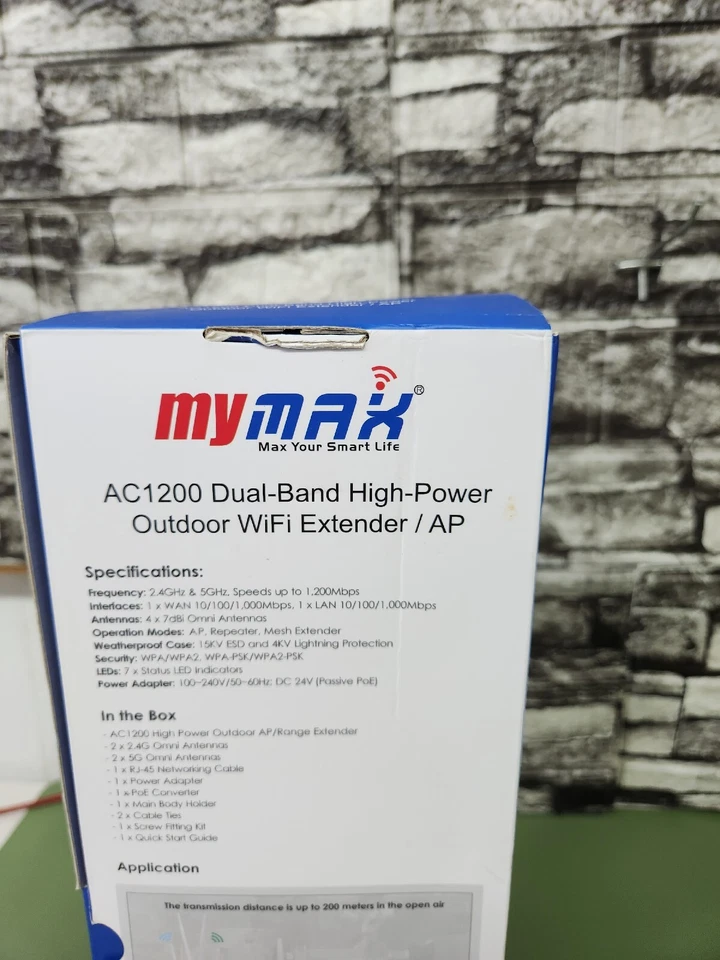 mymax®
Max Your Smart Life
AC1200 Dual-Band High-Power
Outdoor WiFi Extender / AP
Specifications:
Frequency: 2.4GHz & 5GHz, Speeds up to 1,200Mbps
Interfaces: 1 x WAN 10/100/1,000Mbps, 1 x LAN 10/100/1,000Mbps
Antennas: 4 x 7dBi Omni Antennas
Operation Modes: AP, Repeater, Mesh Extender
Weatherproof Case: 15KV ESD and 4KV Lightning Protection
Security: WPA/WPA2, WPA-PSK/WPA2-PSK
LEDs: 7 x Status LED Indicators
Power Adapter: 100~240V/50~60Hz; DC 24V (Passive PoE)
In the Box
- AC1200 High Power Outdoor AP/Range Extender
- 2 x 2.4G Omni Antennas
- 2 x 5G Omni Antennas
- 1 x RJ-45 Networking Cable
- 1 x Power Adapter
- 1 x PoE Converter
- 1 x Main Body Holder
- 2 x Cable Ties
- 1 x Screw Fitting Kit
- 1 x Quick Start Guide
Application
The transmission distance is up to 200 meters in the open air